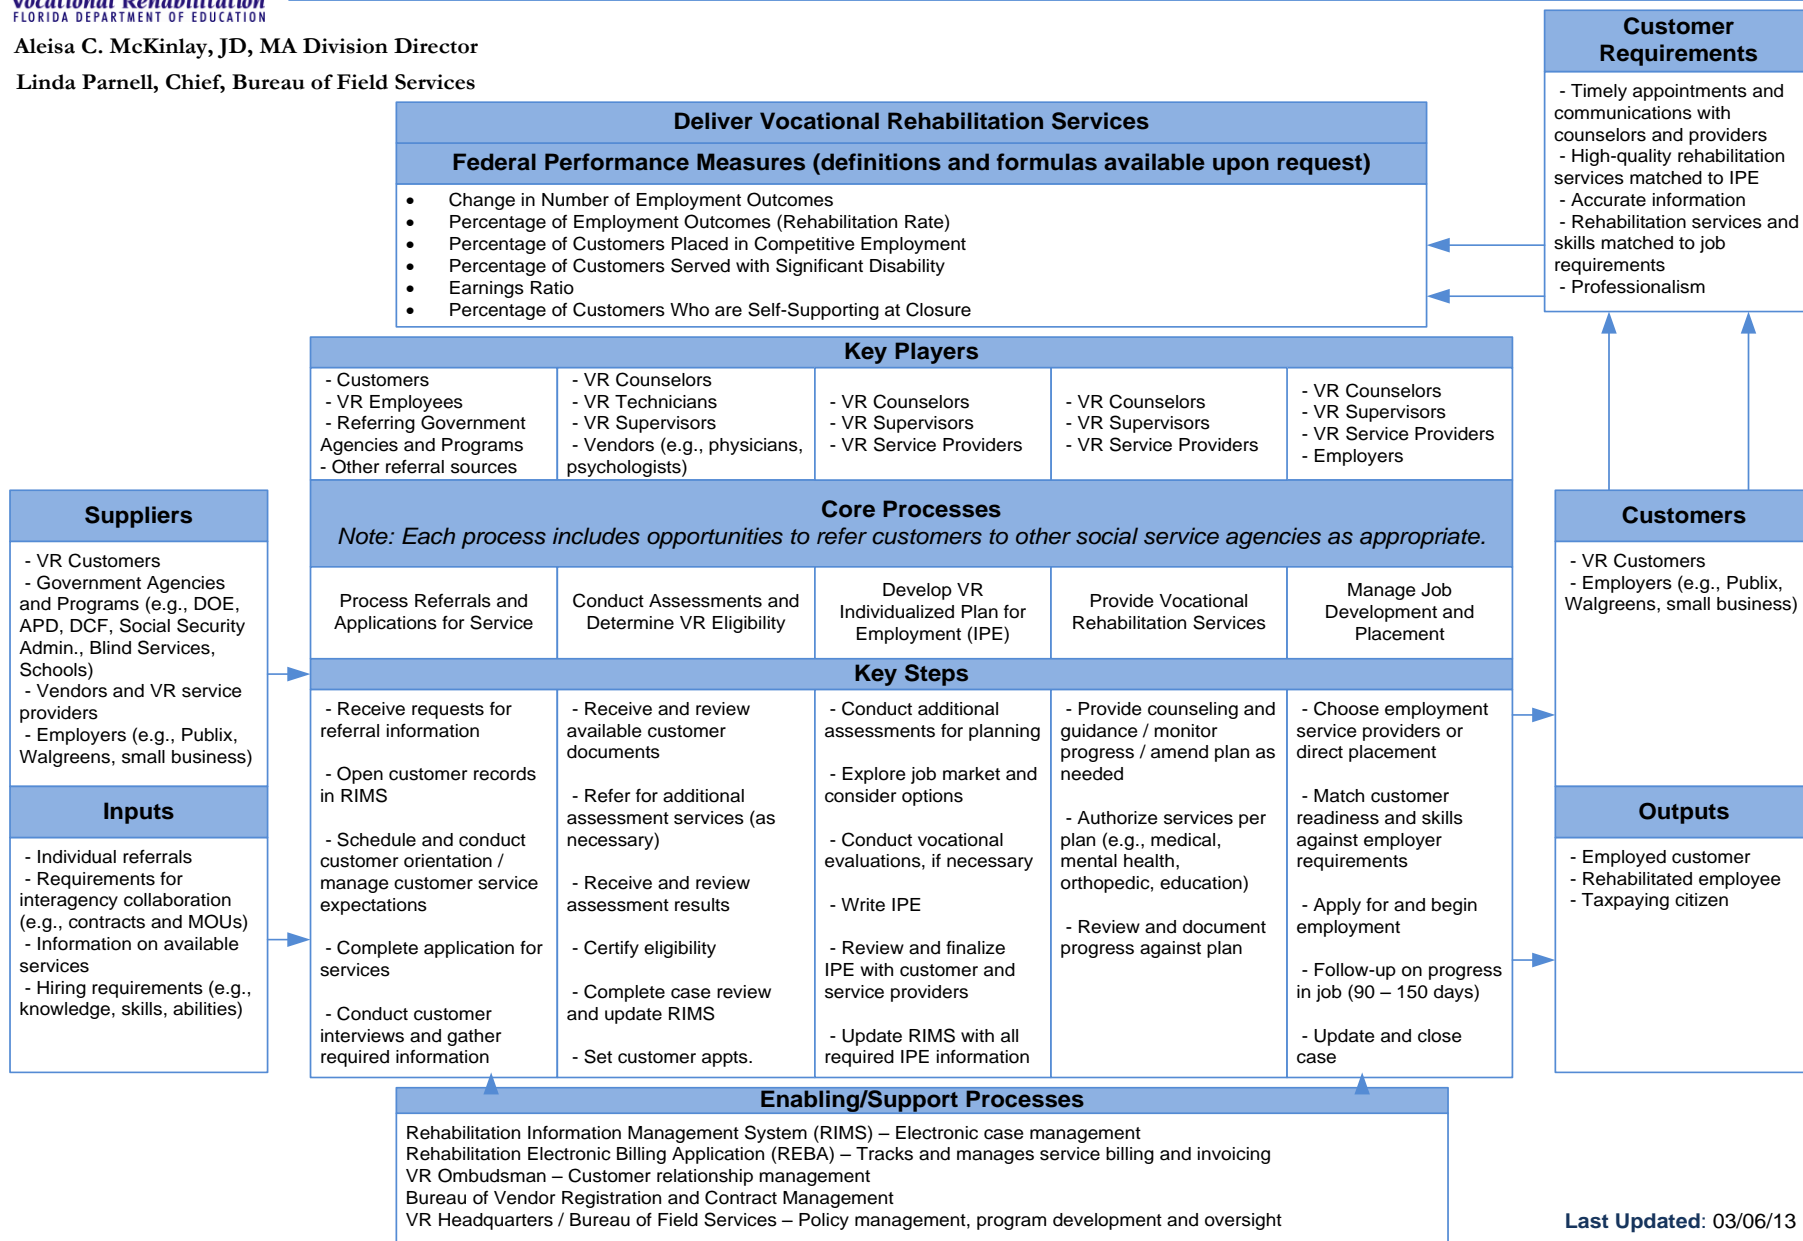 Vocational Rehabilitation
FLORIDA DEPARTMENT OF EDUCATION
Aleisa C. McKinlay, JD, MA Division Director
Linda Parnell, Chief, Bureau of Field Services
Customer
Requirements
- Timely appointments and
communications with
counselors and providers
- High-quality rehabilitation
services matched to IPE
- Accurate information
- Rehabilitation services and
skills matched to job
requirements
- Professionalism
Deliver Vocational Rehabilitation Services
Federal Performance Measures (definitions and formulas available upon request)
• Change in Number of Employment Outcomes
• Percentage of Employment Outcomes (Rehabilitation Rate)
• Percentage of Customers Placed in Competitive Employment
• Percentage of Customers Served with Significant Disability
• Earnings Ratio
• Percentage of Customers Who are Self-Supporting at Closure
Key Players
- Customers
- VR Employees
- Referring Government
Agencies and Programs
- Other referral sources
- VR Counselors
- VR Technicians
- VR Supervisors
- Vendors (e.g., physicians,
psychologists)
- VR Counselors
- VR Supervisors
- VR Service Providers
- VR Counselors
- VR Supervisors
- VR Service Providers
- VR Counselors
- VR Supervisors
- VR Service Providers
- Employers
Suppliers
- VR Customers
- Government Agencies
and Programs (e.g., DOE,
APD, DCF, Social Security
Admin., Blind Services,
Schools)
- Vendors and VR service
providers
- Employers (e.g., Publix,
Walgreens, small business)
Inputs
- Individual referrals
- Requirements for
interagency collaboration
(e.g., contracts and MOUs)
- Information on available
services
- Hiring requirements (e.g.,
knowledge, skills, abilities)
Core Processes
Note: Each process includes opportunities to refer customers to other social service agencies as appropriate.
Process Referrals and
Applications for Service
Conduct Assessments and
Determine VR Eligibility
Develop VR
Individualized Plan for
Employment (IPE)
Provide Vocational
Rehabilitation Services
Manage Job
Development and
Placement
Key Steps
- Receive requests for
referral information
- Open customer records
in RIMS
- Schedule and conduct
customer orientation /
manage customer service
expectations
- Complete application for
services
- Conduct customer
interviews and gather
required information
- Receive and review
available customer
documents
- Refer for additional
assessment services (as
necessary)
- Receive and review
assessment results
- Certify eligibility
- Complete case review
and update RIMS
- Set customer appts.
- Conduct additional
assessments for planning
- Explore job market and
consider options
- Conduct vocational
evaluations, if necessary
- Write IPE
- Review and finalize
IPE with customer and
service providers
- Update RIMS with all
required IPE information
- Provide counseling and
guidance / monitor
progress / amend plan as
needed
- Authorize services per
plan (e.g., medical,
mental health,
orthopedic, education)
- Review and document
progress against plan
- Choose employment
service providers or
direct placement
- Match customer
readiness and skills
against employer
requirements
- Apply for and begin
employment
- Follow-up on progress
in job (90 – 150 days)
- Update and close
case
Customers
- VR Customers
- Employers (e.g., Publix,
Walgreens, small business)
Outputs
- Employed customer
- Rehabilitated employee
- Taxpaying citizen
Enabling/Support Processes
Rehabilitation Information Management System (RIMS) – Electronic case management
Rehabilitation Electronic Billing Application (REBA) – Tracks and manages service billing and invoicing
VR Ombudsman – Customer relationship management
Bureau of Vendor Registration and Contract Management
VR Headquarters / Bureau of Field Services – Policy management, program development and oversight
Last Updated: 03/06/13